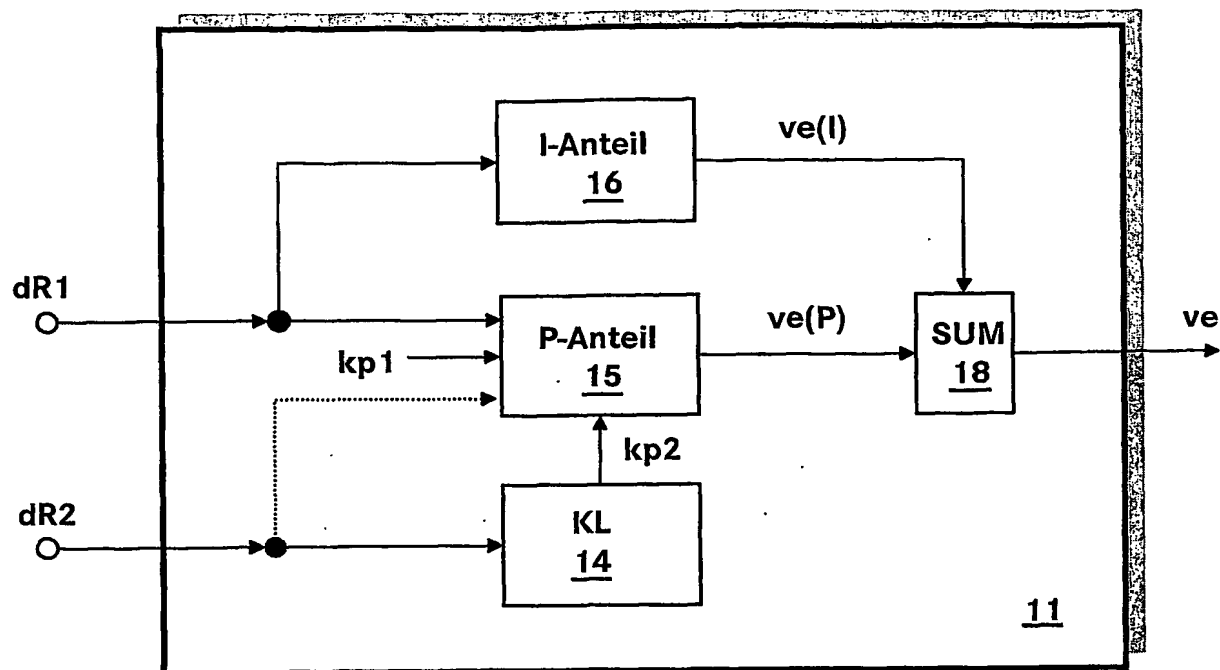 I-Anteil
16
ve(I)
dR1
kp1
P-Anteil
15
ve(P)
SUM
18
ve
kp2
dR2
KL
14
11